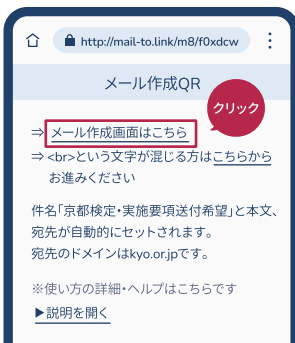 http://mail-to.link/m8/f0xdcw
メール作成QR
クリック
⇒ メール作成画面はこちら
⇒ <br>という文字が混じる方はこちらから
お進みください
件名「京都検定・実施要項送付希望」と本文、
宛先が自動的にセットされます。
宛先のドメインはkyo.or.jpです。
※使い方の詳細・ヘルプはこちらです
▶説明を開く